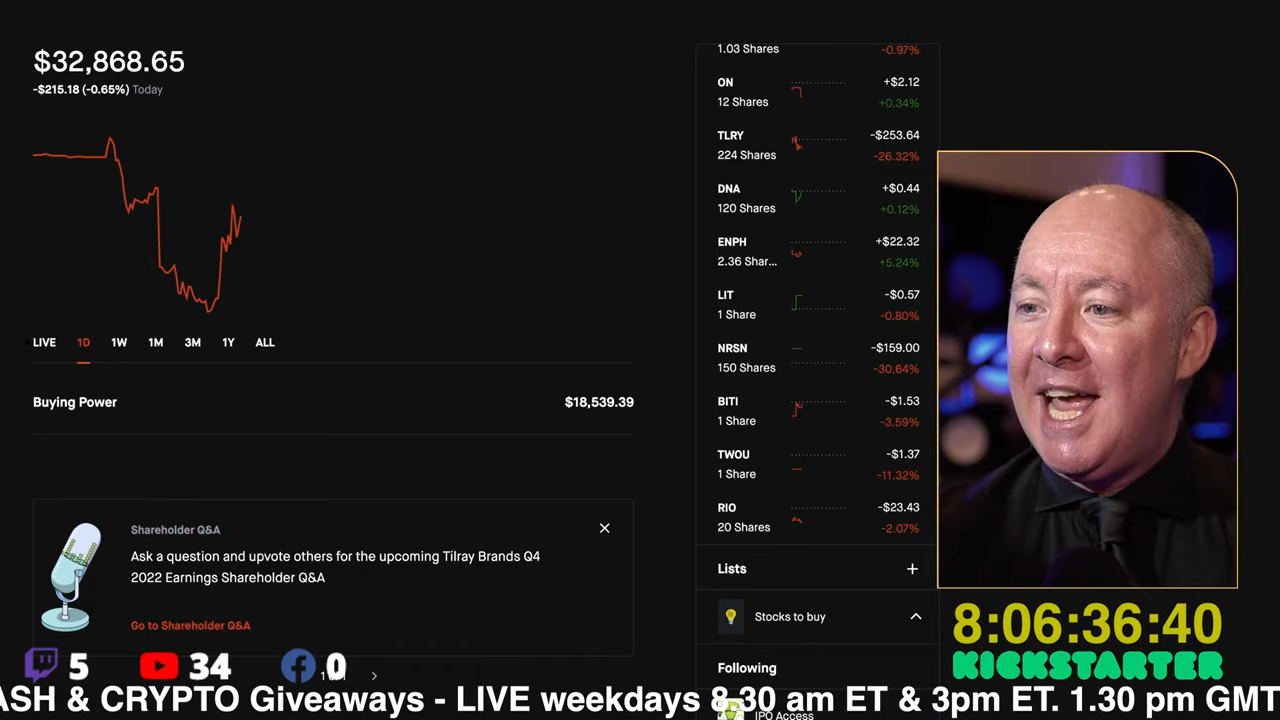 $32,868.65
-$215.18 (-0.65%) Today
LIVE 1D 1W 1M 3M 1Y ALL
Buying Power $18,539.39
Shareholder Q&A
Ask a question and upvote others for the upcoming Tilray Brands Q4
2022 Earnings Shareholder Q&A
Go to Shareholder Q&A
1.03 Shares -0.97%
ON +$2.12
12 Shares +0.34%
TLRY -$253.64
224 Shares -26.32%
DNA +$0.44
120 Shares +0.12%
ENPH +$22.32
2.36 Shar... +5.24%
LIT -$0.57
1 Share -0.80%
NRSN -$159.00
150 Shares -30.64%
BITI -$1.53
1 Share -3.59%
TWOU -$1.37
1 Share -11.32%
RIO -$23.43
20 Shares -2.07%
Lists +
Stocks to buy
Following
IPO Access
8:06:36:40
KICKSTARTER
5 34 0
ASH & CRYPTO Giveaways - LIVE weekdays 8.30 am ET & 3pm ET. 1.30 pm GMT